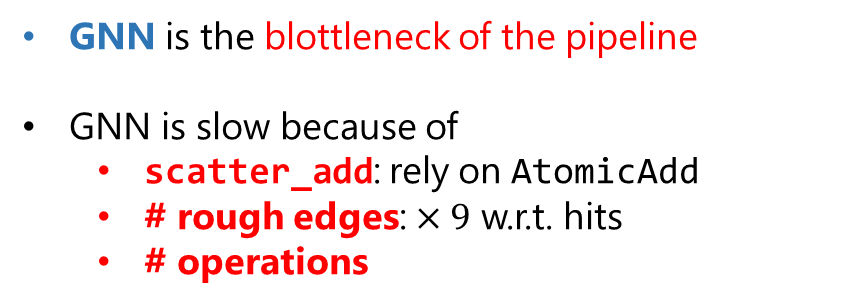 • GNN is the blottleneck of the pipeline
• GNN is slow because of
• scatter_add: rely on AtomicAdd
• # rough edges: × 9 w.r.t. hits
• # operations